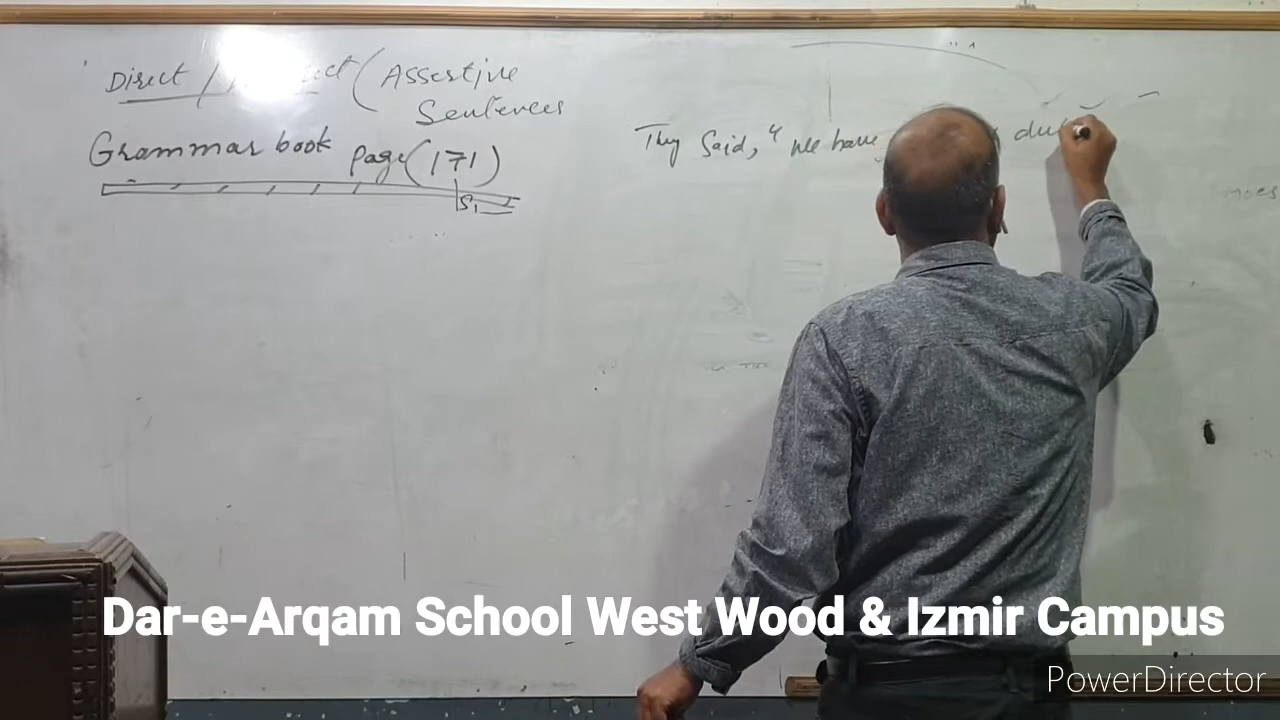 Direct / (Assertive
Sentences
Grammar book Page (171)
S1
They said, " we have
Dar-e-Arqam School West Wood & Izmir Campus
PowerDirector